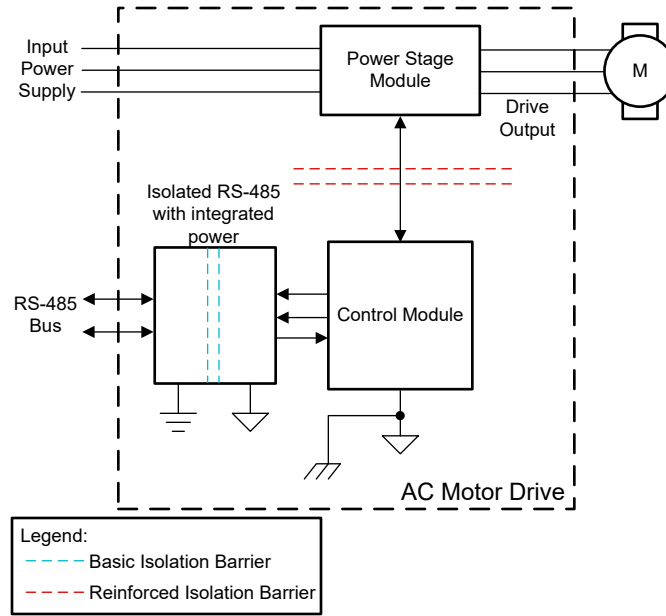 Input
Power
Supply
Power Stage
Module
M
Drive
Output
Isolated RS-485
with integrated
power
RS-485
Bus
Control Module
AC Motor Drive
Legend:
Basic Isolation Barrier
Reinforced Isolation Barrier